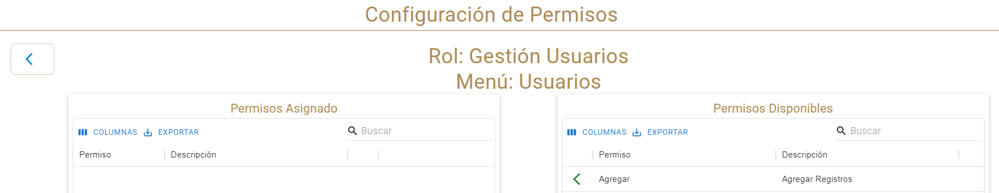 Configuración de Permisos
Rol: Gestión Usuarios
Menú: Usuarios
Permisos Asignado
COLUMNAS EXPORTAR Buscar
Permiso Descripción
Permisos Disponibles
COLUMNAS EXPORTAR Buscar
Permiso Descripción
Agregar Agregar Registros